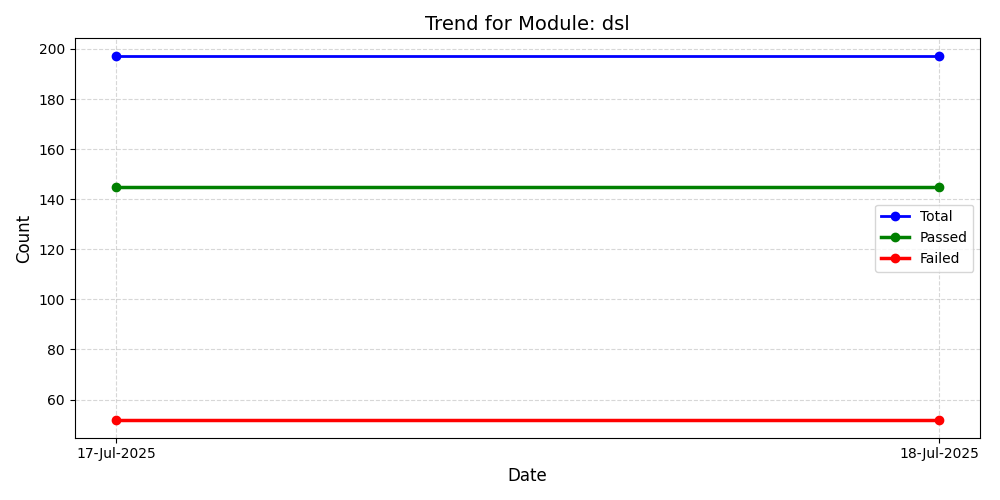 Trend for Module: dsl
200
180
160
140
120
100
80
60
Count
Total
Passed
Failed
17-Jul-2025
18-Jul-2025
Date